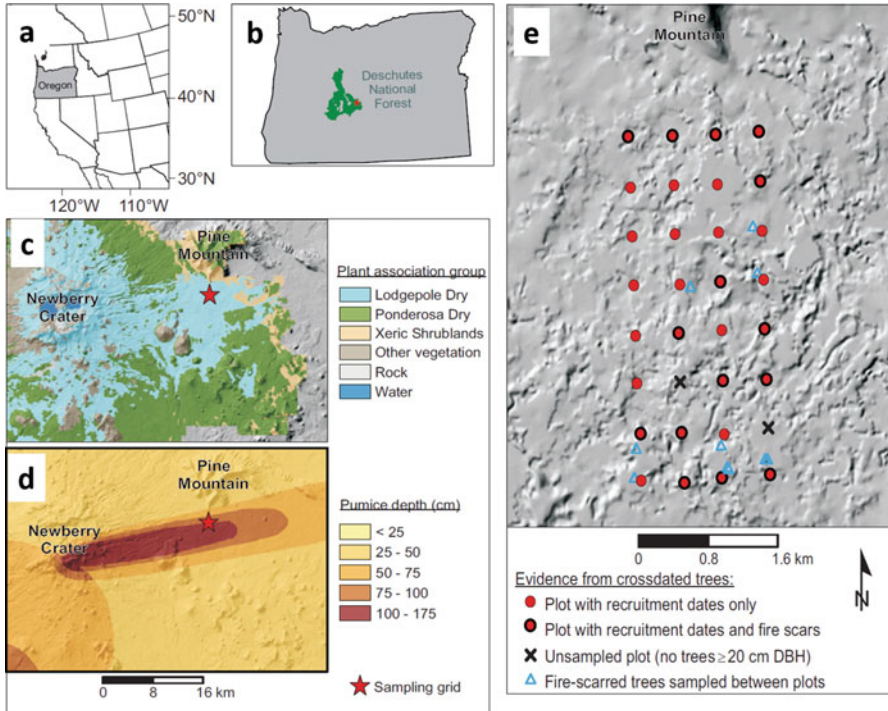 a
50°N
Oregon
40°N
30°N
120°W 110°W
b
Deschutes
National
Forest
c
Pine
Mountain
Newberry
Crater
Plant association group
Lodgepole Dry
Ponderosa Dry
Xeric Shrublands
Other vegetation
Rock
Water
d
Pine
Mountain
Newberry
Crater
Pumice depth (cm)
< 25
25 - 50
50 - 75
75 - 100
100 - 175
0 8 16 km
Sampling grid
e
Pine
Mountain
0 0.8 1.6 km
N
Evidence from crossdated trees:
Plot with recruitment dates only
Plot with recruitment dates and fire scars
Unsampled plot (no trees ≥ 20 cm DBH)
Fire-scarred trees sampled between plots